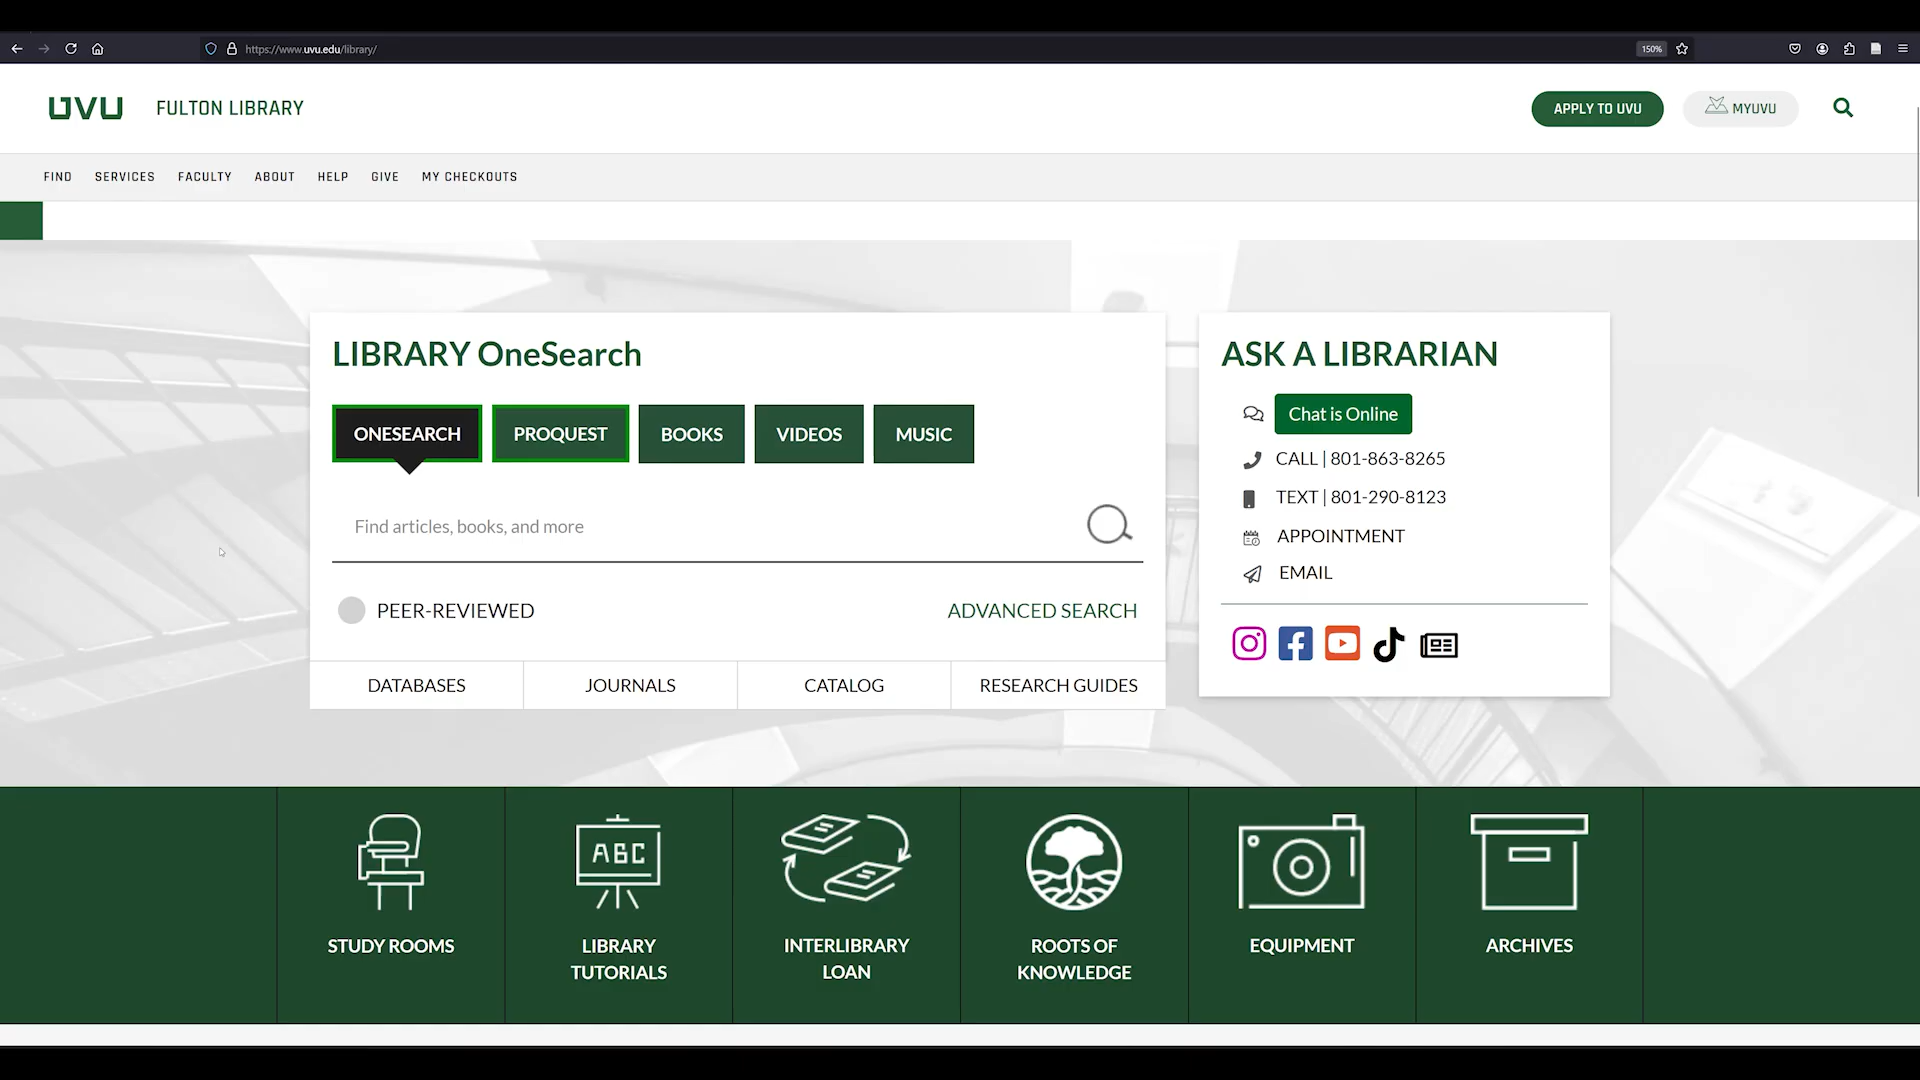 https://www.uvu.edu/library/
150%
UVU
FULTON LIBRARY
APPLY TO UVU
MYUVU
FIND
SERVICES
FACULTY
ABOUT
HELP
GIVE
MY CHECKOUTS
LIBRARY OneSearch
ONESEARCH
PROQUEST
BOOKS
VIDEOS
MUSIC
Find articles, books, and more
PEER-REVIEWED
ADVANCED SEARCH
DATABASES
JOURNALS
CATALOG
RESEARCH GUIDES
ASK A LIBRARIAN
Chat is Online
CALL | 801-863-8265
TEXT | 801-290-8123
APPOINTMENT
EMAIL
STUDY ROOMS
ABC
LIBRARY
TUTORIALS
INTERLIBRARY
LOAN
ROOTS OF
KNOWLEDGE
EQUIPMENT
ARCHIVES